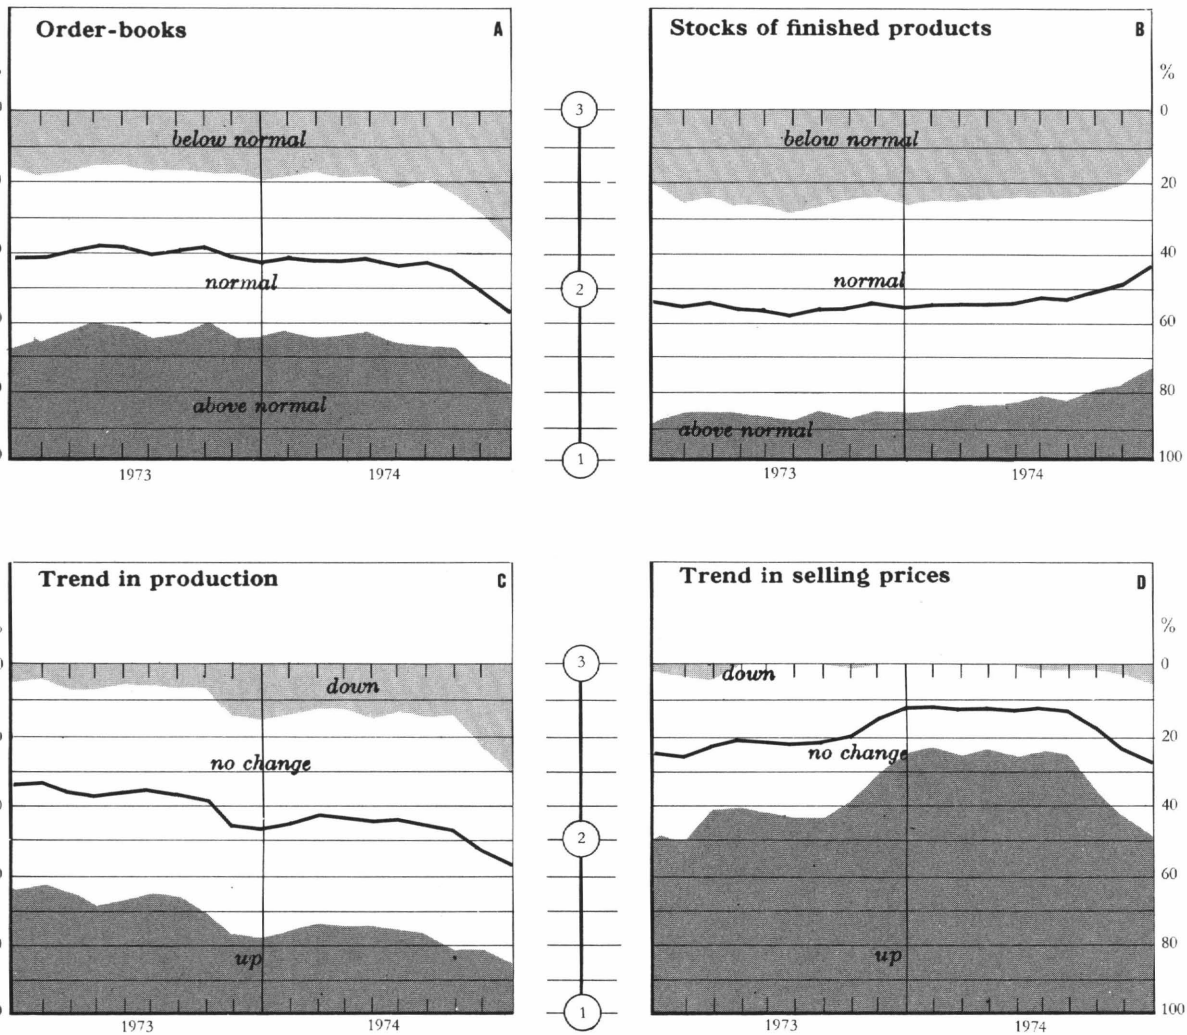 Order-books A
below normal
normal
above normal
1973 1974
3
2
1
Stocks of finished products B
%
0
below normal
20
40
normal
60
80
above normal
100
1973 1974
Trend in production C
down
no change
up
1973 1974
3
2
1
Trend in selling prices D
%
0
down
20
no change
40
60
80
up
100
1973 1974